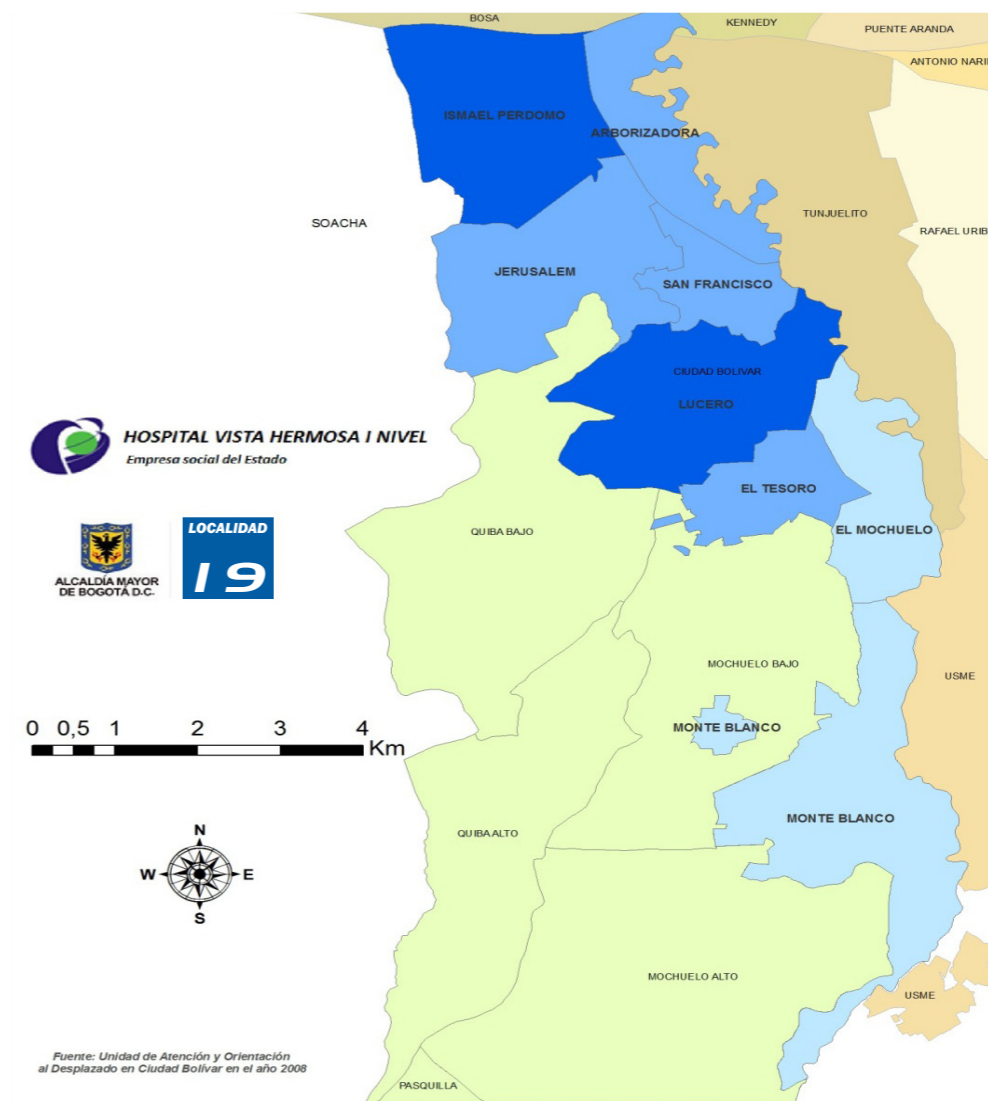 BOSA
KENNEDY
PUENTE ARANDA
ANTONIO NARI
ISMAEL PERDOMO
ARBORIZADORA
TUNJUELITO
SOACHA
RAFAEL URIB
JERUSALEM
SAN FRANCISCO
CIUDAD BOLIVAR
LUCERO
HOSPITAL VISTA HERMOSA I NIVEL
Empresa social del Estado
EL TESORO
QUIBA BAJO
EL MOCHUELO
LOCALIDAD
19
ALCALDÍA MAYOR
DE BOGOTÁ D.C.
MOCHUELO BAJO
USME
MONTE BLANCO
0 0,5 1 2 3 4
Km
MONTE BLANCO
QUIBA ALTO
N
W E
S
MOCHUELO ALTO
USME
Fuente: Unidad de Atención y Orientación
al Desplazado en Ciudad Bolívar en el año 2008
PASQUILLA